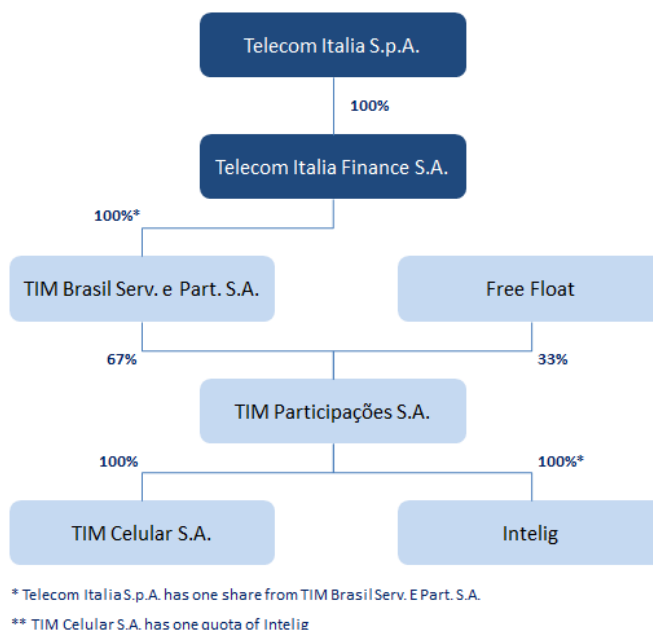 Telecom Italia S.p.A.
100%
Telecom Italia Finance S.A.
100%*
TIM Brasil Serv. e Part. S.A.
Free Float
67%
33%
TIM Participações S.A.
100%
100%*
TIM Celular S.A.
Intelig
* Telecom Italia S.p.A. has one share from TIM Brasil Serv. E Part. S.A.
** TIM Celular S.A. has one quota of Intelig